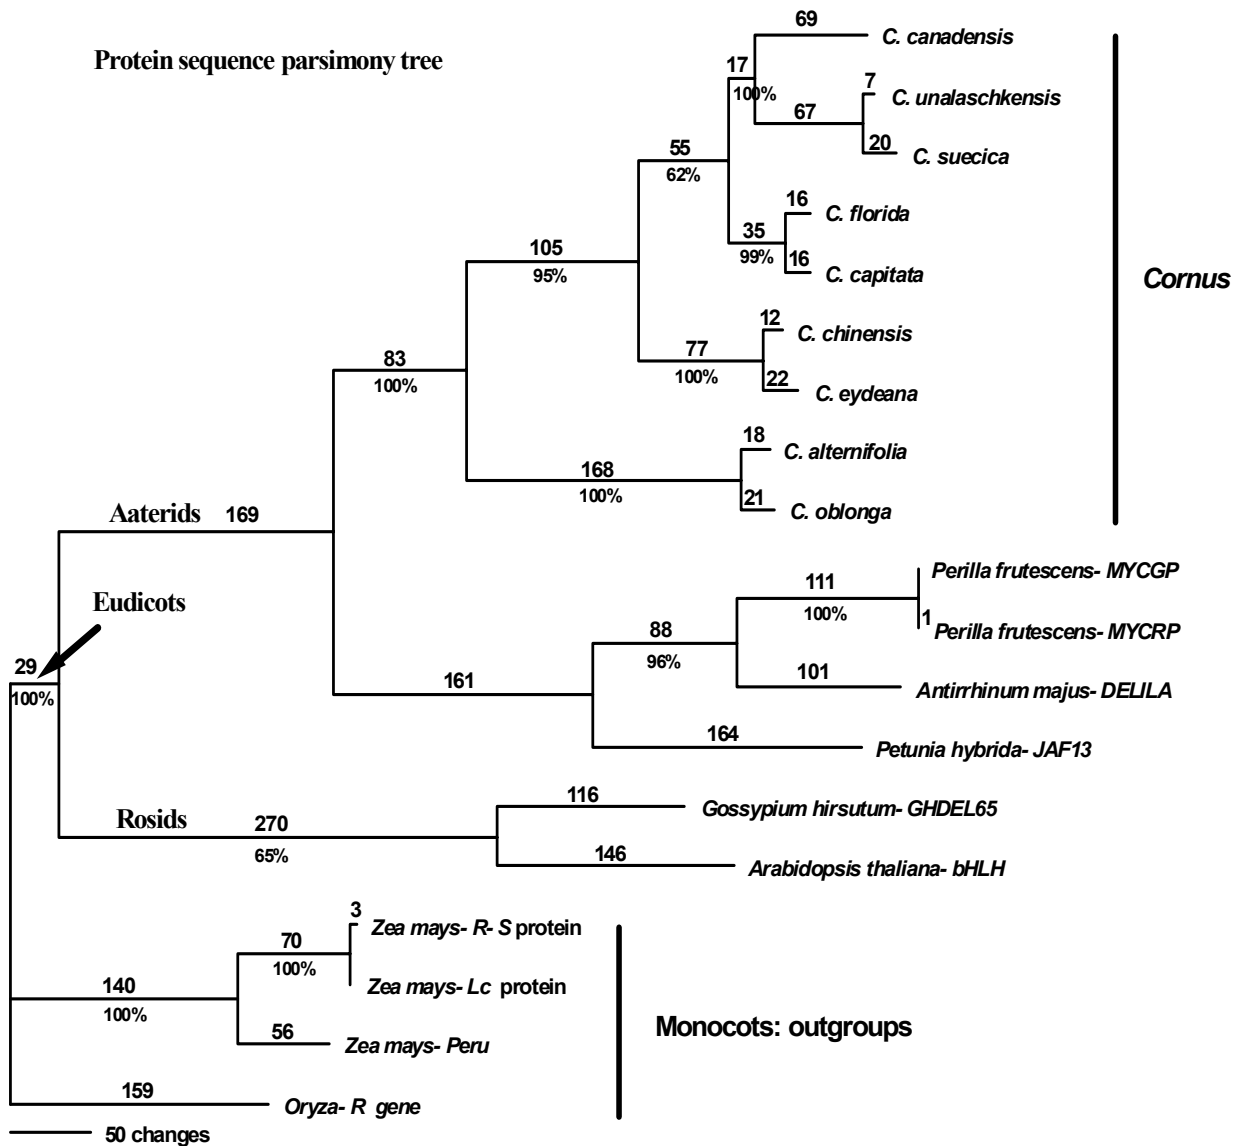 69
C. canadensis
Protein sequence parsimony tree
17
100%
7
C. unalaschkensis
67
20
C. suecica
55
62%
16
C. florida
35
99%
16
C. capitata
105
95%
Cornus
12
C. chinensis
77
100%
22
C. eydeana
83
100%
18
C. alternifolia
168
100%
21
C. oblonga
Aaterids 169
111
100%
Perilla frutescens- MYCGP
1
Perilla frutescens- MYCRP
Eudicots
88
96%
29
100%
161
101
Antirrhinum majus- DELILA
164
Petunia hybrida- JAF13
116
Gossypium hirsutum- GHDEL65
Rosids 270
65%
146
Arabidopsis thaliana- bHLH
3
Zea mays- R- S protein
70
100%
Zea mays- Lc protein
140
100%
56
Zea mays- Peru
Monocots: outgroups
159
Oryza- R gene
50 changes